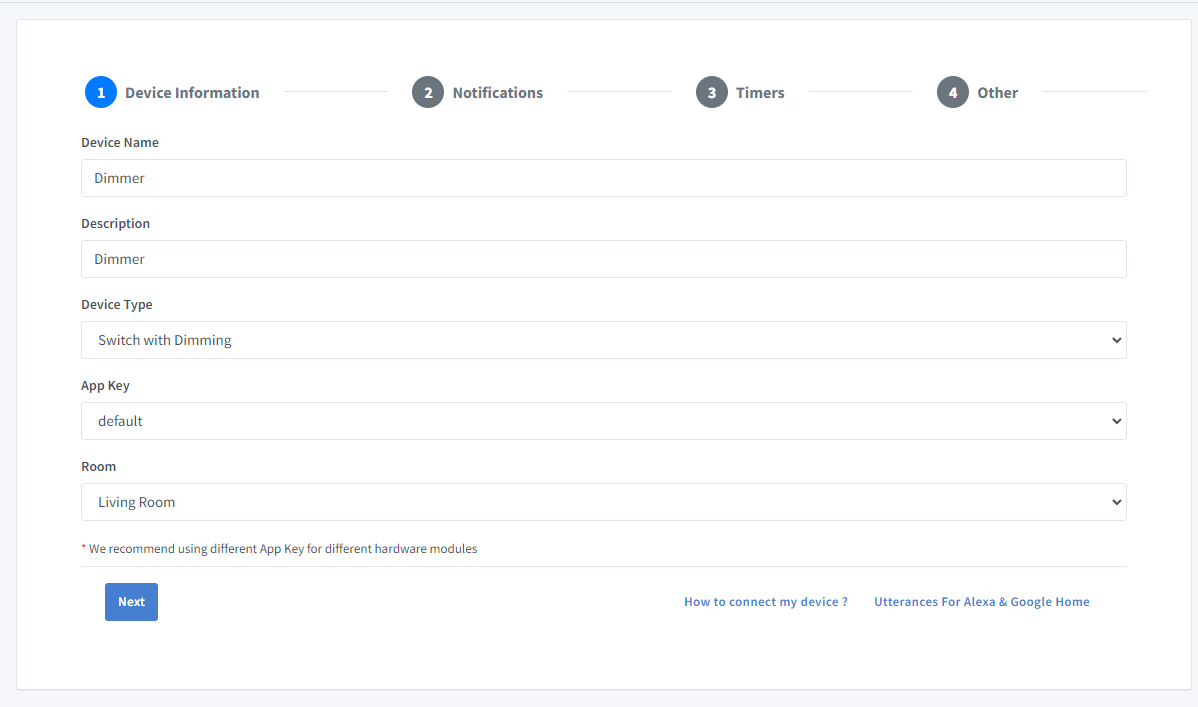 1 Device Information 2 Notifications 3 Timers 4 Other
Device Name
Dimmer
Description
Dimmer
Device Type
Switch with Dimming
App Key
default
Room
Living Room
* We recommend using different App Key for different hardware modules
Next How to connect my device ? Utterances For Alexa & Google Home